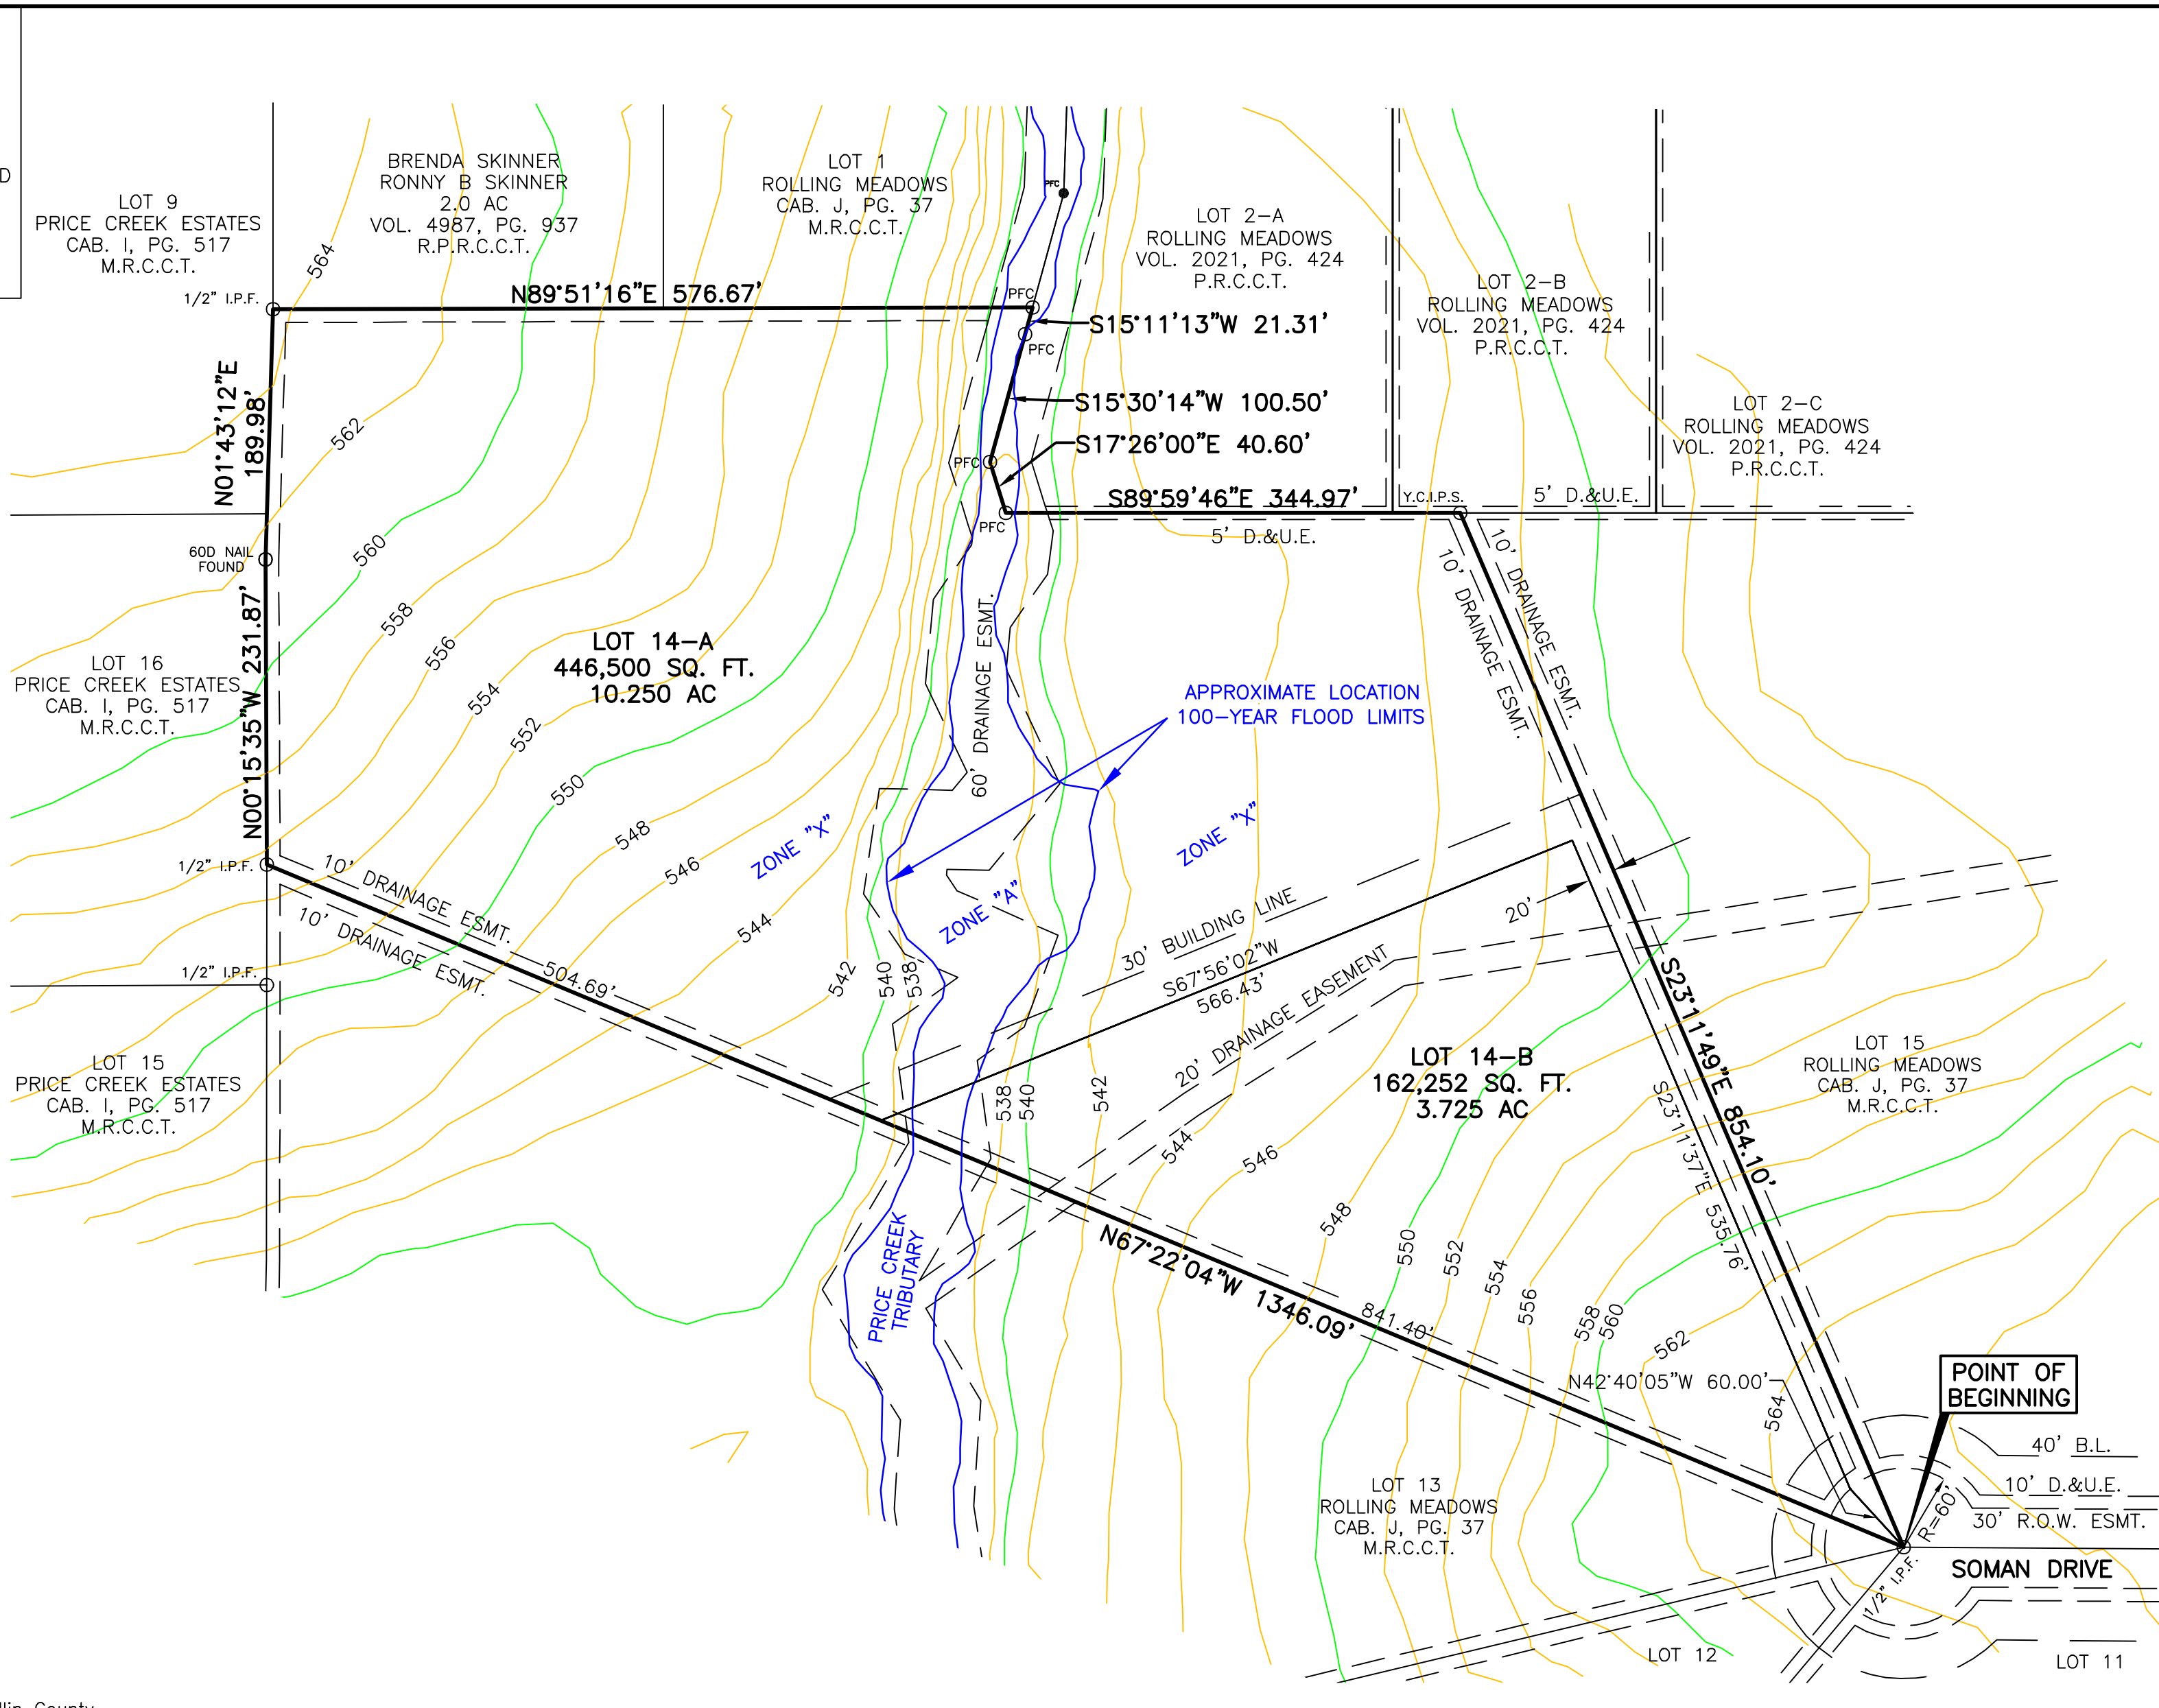 D
LOT 9
PRICE CREEK ESTATES
CAB. I, PG. 517
M.R.C.C.T.
BRENDA SKINNER
RONNY B SKINNER
2.0 AC
VOL. 4987, PG. 937
R.P.R.C.C.T.
LOT 1
ROLLING MEADOWS
CAB. J, PG. 37
M.R.C.C.T.
PFC
LOT 2-A
ROLLING MEADOWS
VOL. 2021, PG. 424
P.R.C.C.T.
LOT 2-B
ROLLING MEADOWS
VOL. 2021, PG. 424
P.R.C.C.T.
LOT 2-C
ROLLING MEADOWS
VOL. 2021, PG. 424
P.R.C.C.T.
564
1/2" I.P.F.
N89°51'16"E 576.67'
PFC
S15°11'13"W 21.31'
PFC
S15°30'14"W 100.50'
S17°26'00"E 40.60'
PFC
S89°59'46"E 344.97'
PFC
Y.C.I.P.S.
5' D.&U.E.
5' D.&U.E.
N01°43'12"E
189.98'
562
560
558
556
554
552
550
548
546
544
542
540
538
60D NAIL
FOUND
N00°15'35"W 231.87'
LOT 16
PRICE CREEK ESTATES
CAB. I, PG. 517
M.R.C.C.T.
LOT 14-A
446,500 SQ. FT.
10.250 AC
60' DRAINAGE ESMT.
10' DRAINAGE ESMT.
10' DRAINAGE ESMT.
APPROXIMATE LOCATION
100-YEAR FLOOD LIMITS
ZONE "X"
ZONE "A"
ZONE "X"
1/2" I.P.F.
10' DRAINAGE ESMT.
10' DRAINAGE ESMT.
1/2" I.P.F.
504.69'
30' BUILDING LINE
S67°56'02"W
566.43'
20' DRAINAGE EASEMENT
20'
S23°11'49"E 854.10'
S23°11'37"E 535.76'
LOT 15
PRICE CREEK ESTATES
CAB. I, PG. 517
M.R.C.C.T.
LOT 14-B
162,252 SQ. FT.
3.725 AC
LOT 15
ROLLING MEADOWS
CAB. J, PG. 37
M.R.C.C.T.
538
540
542
544
546
548
550
552
554
556
558
560
562
564
PRICE CREEK
TRIBUTARY
N67°22'04"W 1346.09'
841.40'
N42°40'05"W 60.00'
POINT OF
BEGINNING
40' B.L.
10' D.&U.E.
30' R.O.W. ESMT.
R=60'
SOMAN DRIVE
1/2" I.P.F.
LOT 13
ROLLING MEADOWS
CAB. J, PG. 37
M.R.C.C.T.
LOT 12
LOT 11